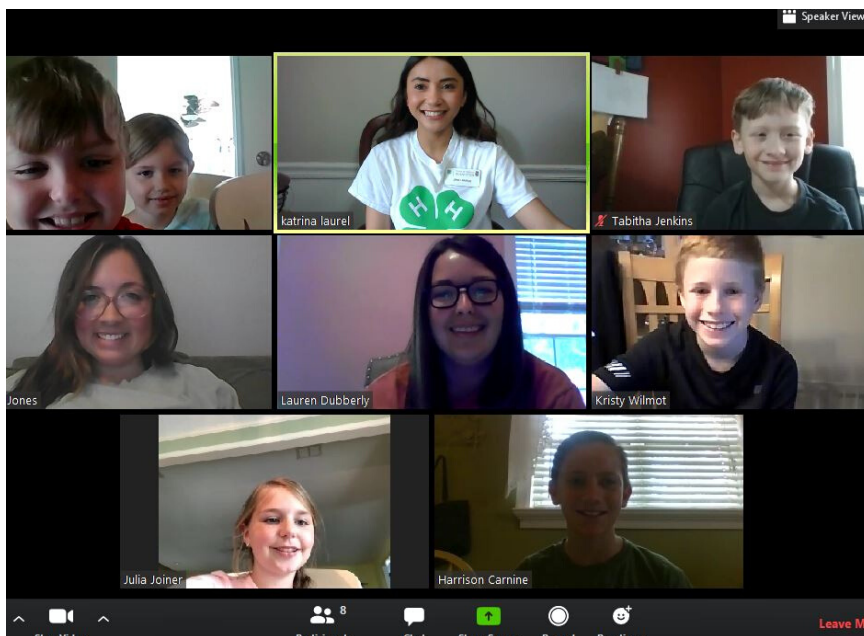 Speaker View
katrina laurel
Tabitha Jenkins
Jones
Lauren Dubberly
Kristy Wilmot
H H
Julia Joiner
Harrison Carnine
8
Leave M